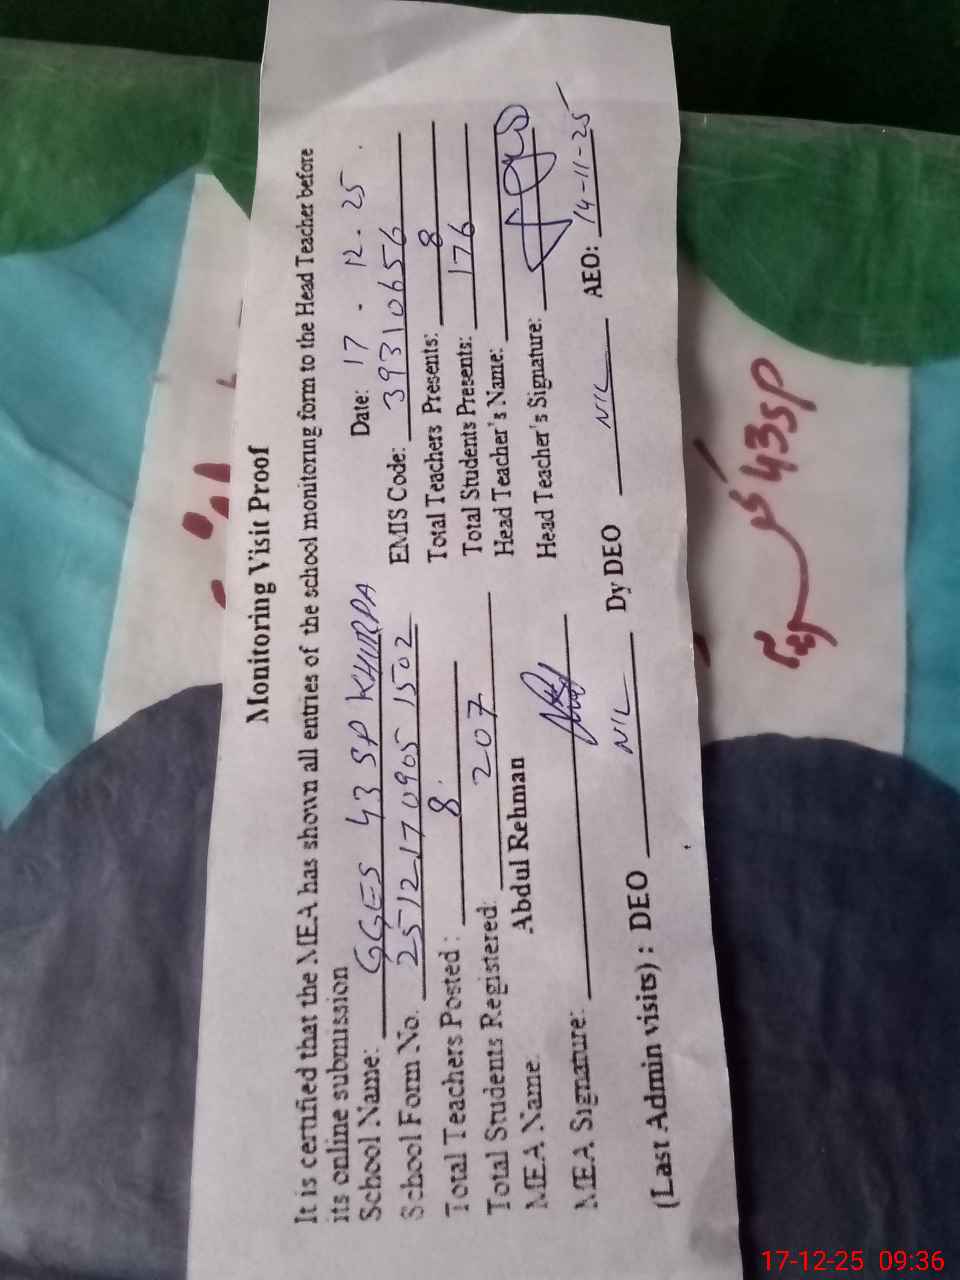 Monitoring Visit Proof
It is certified that the MEA has shown all entries of the school monitoring form to the Head Teacher before
its online submission
School Name: GGES 43 SP KHURPA Date: 17 - 12 . 25 .
School Form No. 2512170905 1502 EMIS Code: 39310656
Total Teachers Posted : 8. Total Teachers Presents: 8
Total Students Registered: 207 Total Students Presents: 176
MEA Name: Abdul Rehman Head Teacher's Name:
MEA Signature: Head Teacher's Signature:
(Last Admin visits) : DEO NIL Dy DEO NIL AEO: 14-11-25
43SP
17-12-25 09:36